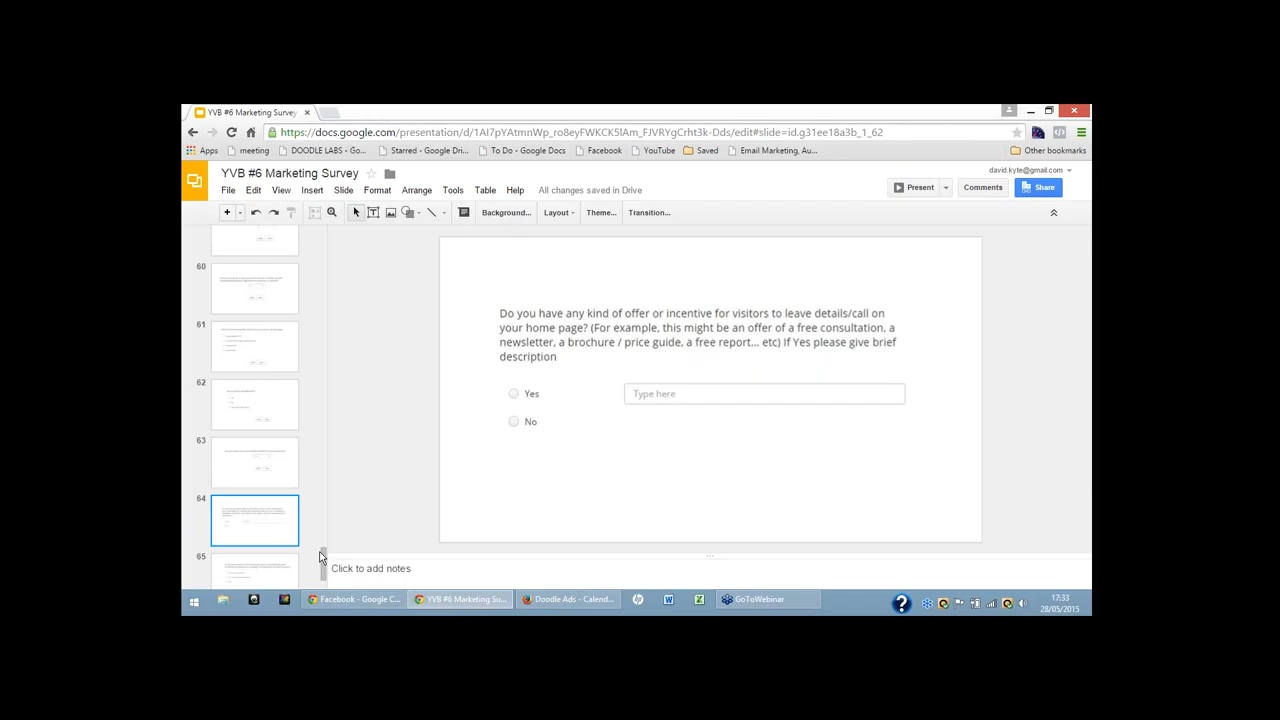 YVB #6 Marketing Survey
https://docs.google.com/presentation/d/1AI7pYAtmnWp_ro8eyFWKCK5lAm_FJVRYgCrht3k-Dds/edit#slide=id.g31ee18a3b_1_62
Apps meeting DOODLE LABS - Go... Starred - Google Dri... To Do - Google Docs Facebook YouTube Saved Email Marketing, Au... Other bookmarks
YVB #6 Marketing Survey
david.kyte@gmail.com
File Edit View Insert Slide Format Arrange Tools Table Help All changes saved in Drive
Present Comments Share
Background... Layout Theme... Transition...
60
61
62
63
64
65
Do you have any kind of offer or incentive for visitors to leave details/call on
your home page? (For example, this might be an offer of a free consultation, a
newsletter, a brochure / price guide, a free report... etc) If Yes please give brief
description
Yes Type here
No
Click to add notes
Facebook - Google C... YVB #6 Marketing Su... Doodle Ads - Calend... GoToWebinar
17:33
28/05/2015